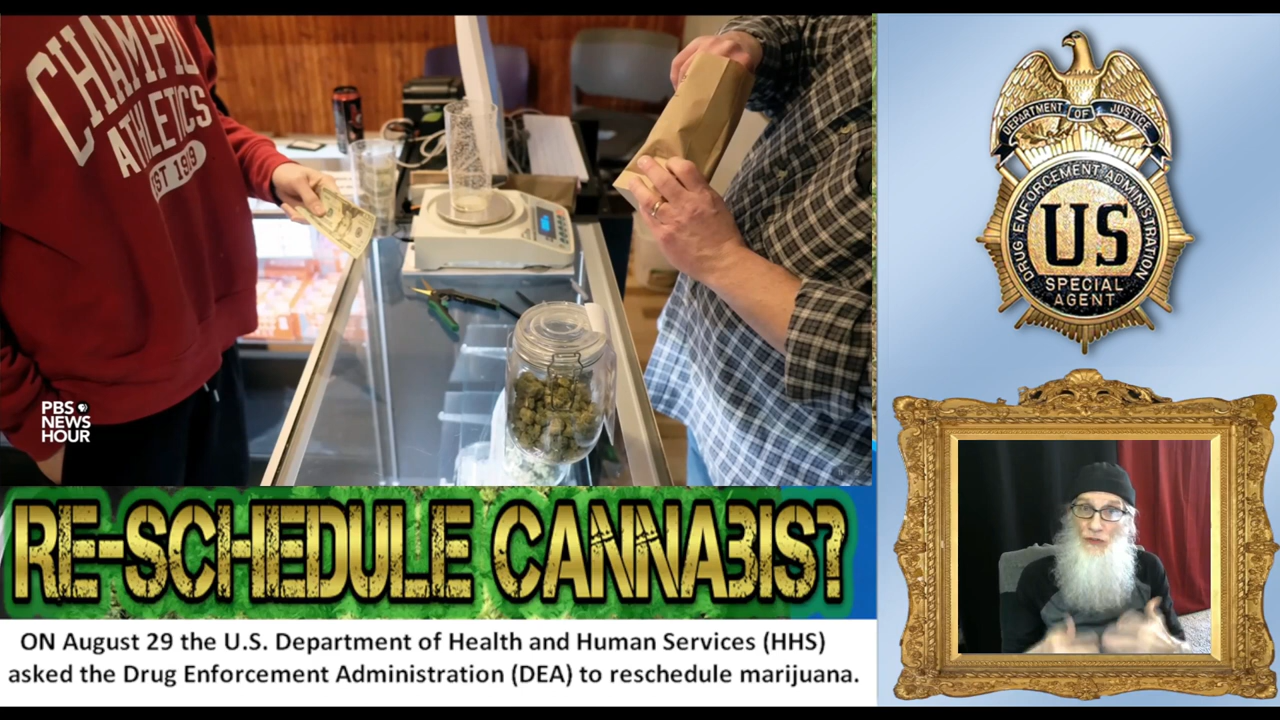 CHAMPIO
ATHLETICS
EST 1919
PBS
NEWS
HOUR
RE-SCHEDULE CANNABIS?
ON August 29 the U.S. Department of Health and Human Services (HHS)
asked the Drug Enforcement Administration (DEA) to reschedule marijuana.
DEPARTMENT OF JUSTICE
DRUG ENFORCEMENT ADMINISTRATION
US
SPECIAL
AGENT